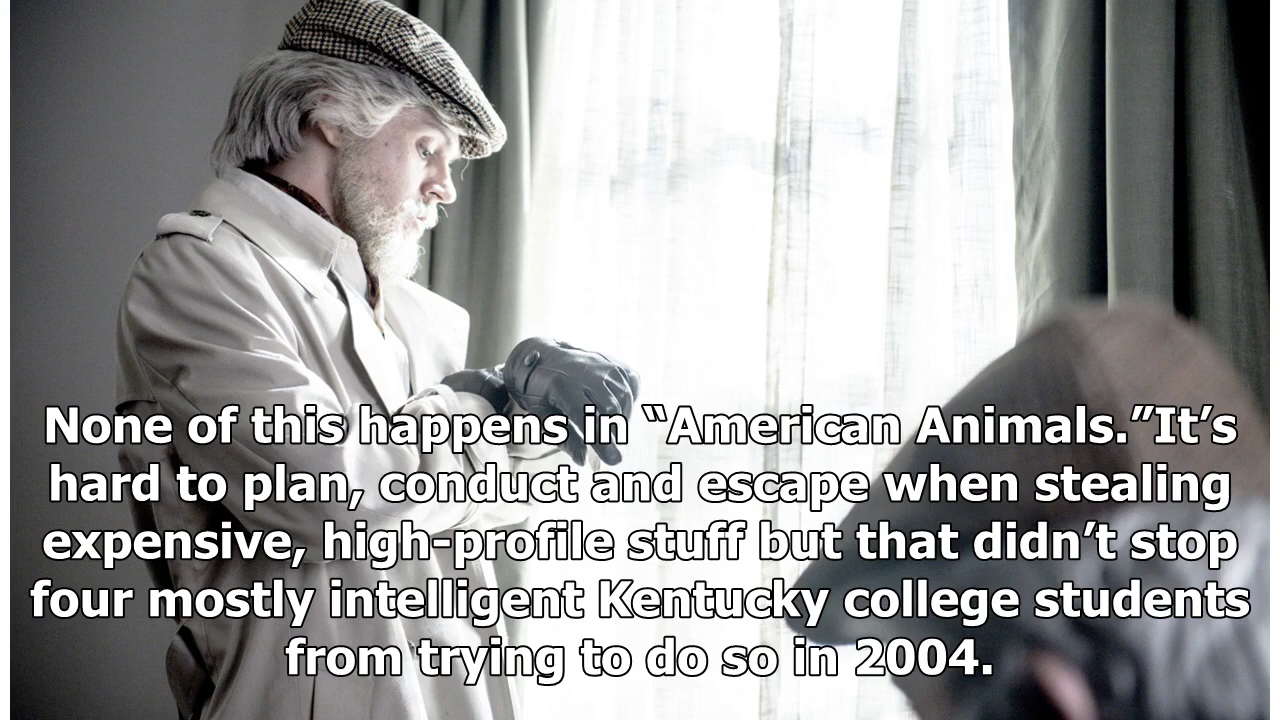 None of this happens in “American Animals.”It’s
hard to plan, conduct and escape when stealing
expensive, high-profile stuff but that didn’t stop
four mostly intelligent Kentucky college students
from trying to do so in 2004.